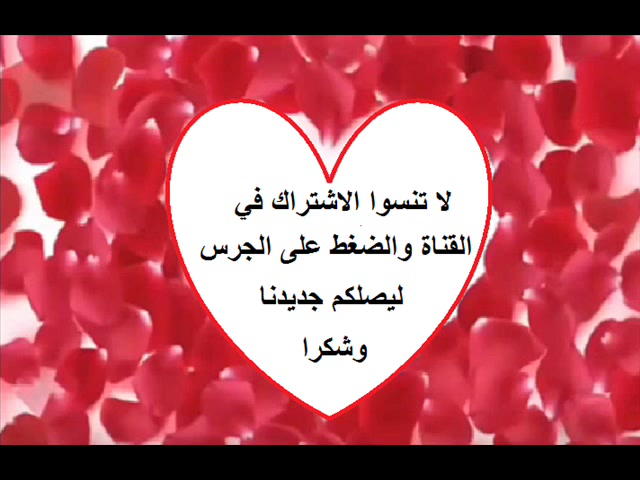 لا تنسوا الاشتراك في
القناة والضغط على الجرس
ليصلكم جديدنا
وشكرا